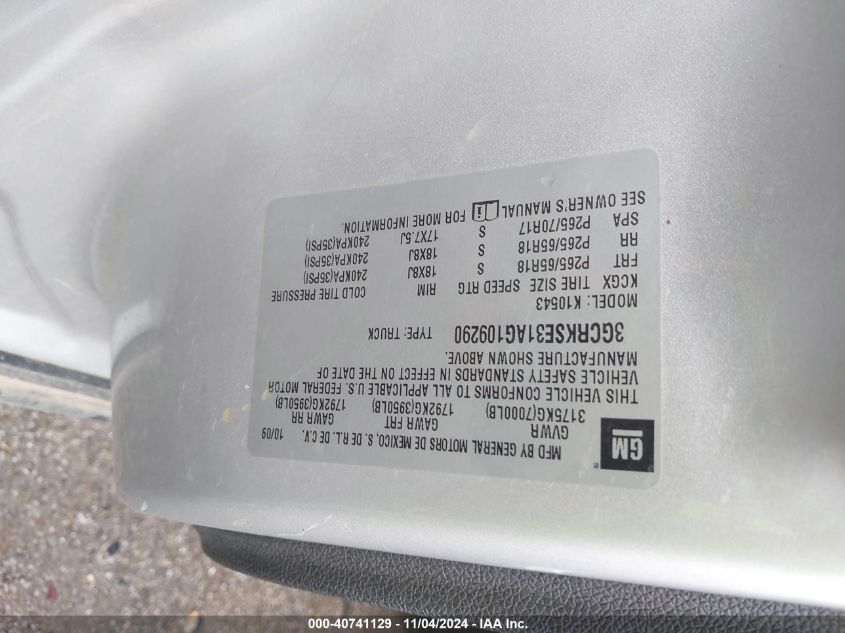 GM
MFD BY GENERAL MOTORS DE MEXICO, S. DE R.L. DE C.V. 10/09
GVWR GAWR FRT GAWR RR
3175KG(7000LB) 1792KG(3950LB) 1792KG(3950LB)
THIS VEHICLE CONFORMS TO ALL APPLICABLE U.S. FEDERAL MOTOR
VEHICLE SAFETY STANDARDS IN EFFECT ON THE DATE OF
MANUFACTURE SHOWN ABOVE.
3GCRKSE31AG109290 TYPE: TRUCK
MODEL: K10543
KCGX TIRE SIZE SPEED RTG RIM COLD TIRE PRESSURE
FRT P265/65R18 S 18X8J 240KPA(35PSI)
RR P265/65R18 S 18X8J 240KPA(35PSI)
SPA P265/70R17 S 17X7.5J 240KPA(35PSI)
SEE OWNER'S MANUAL FOR MORE INFORMATION.
000-40741129 - 11/04/2024 - IAA Inc.